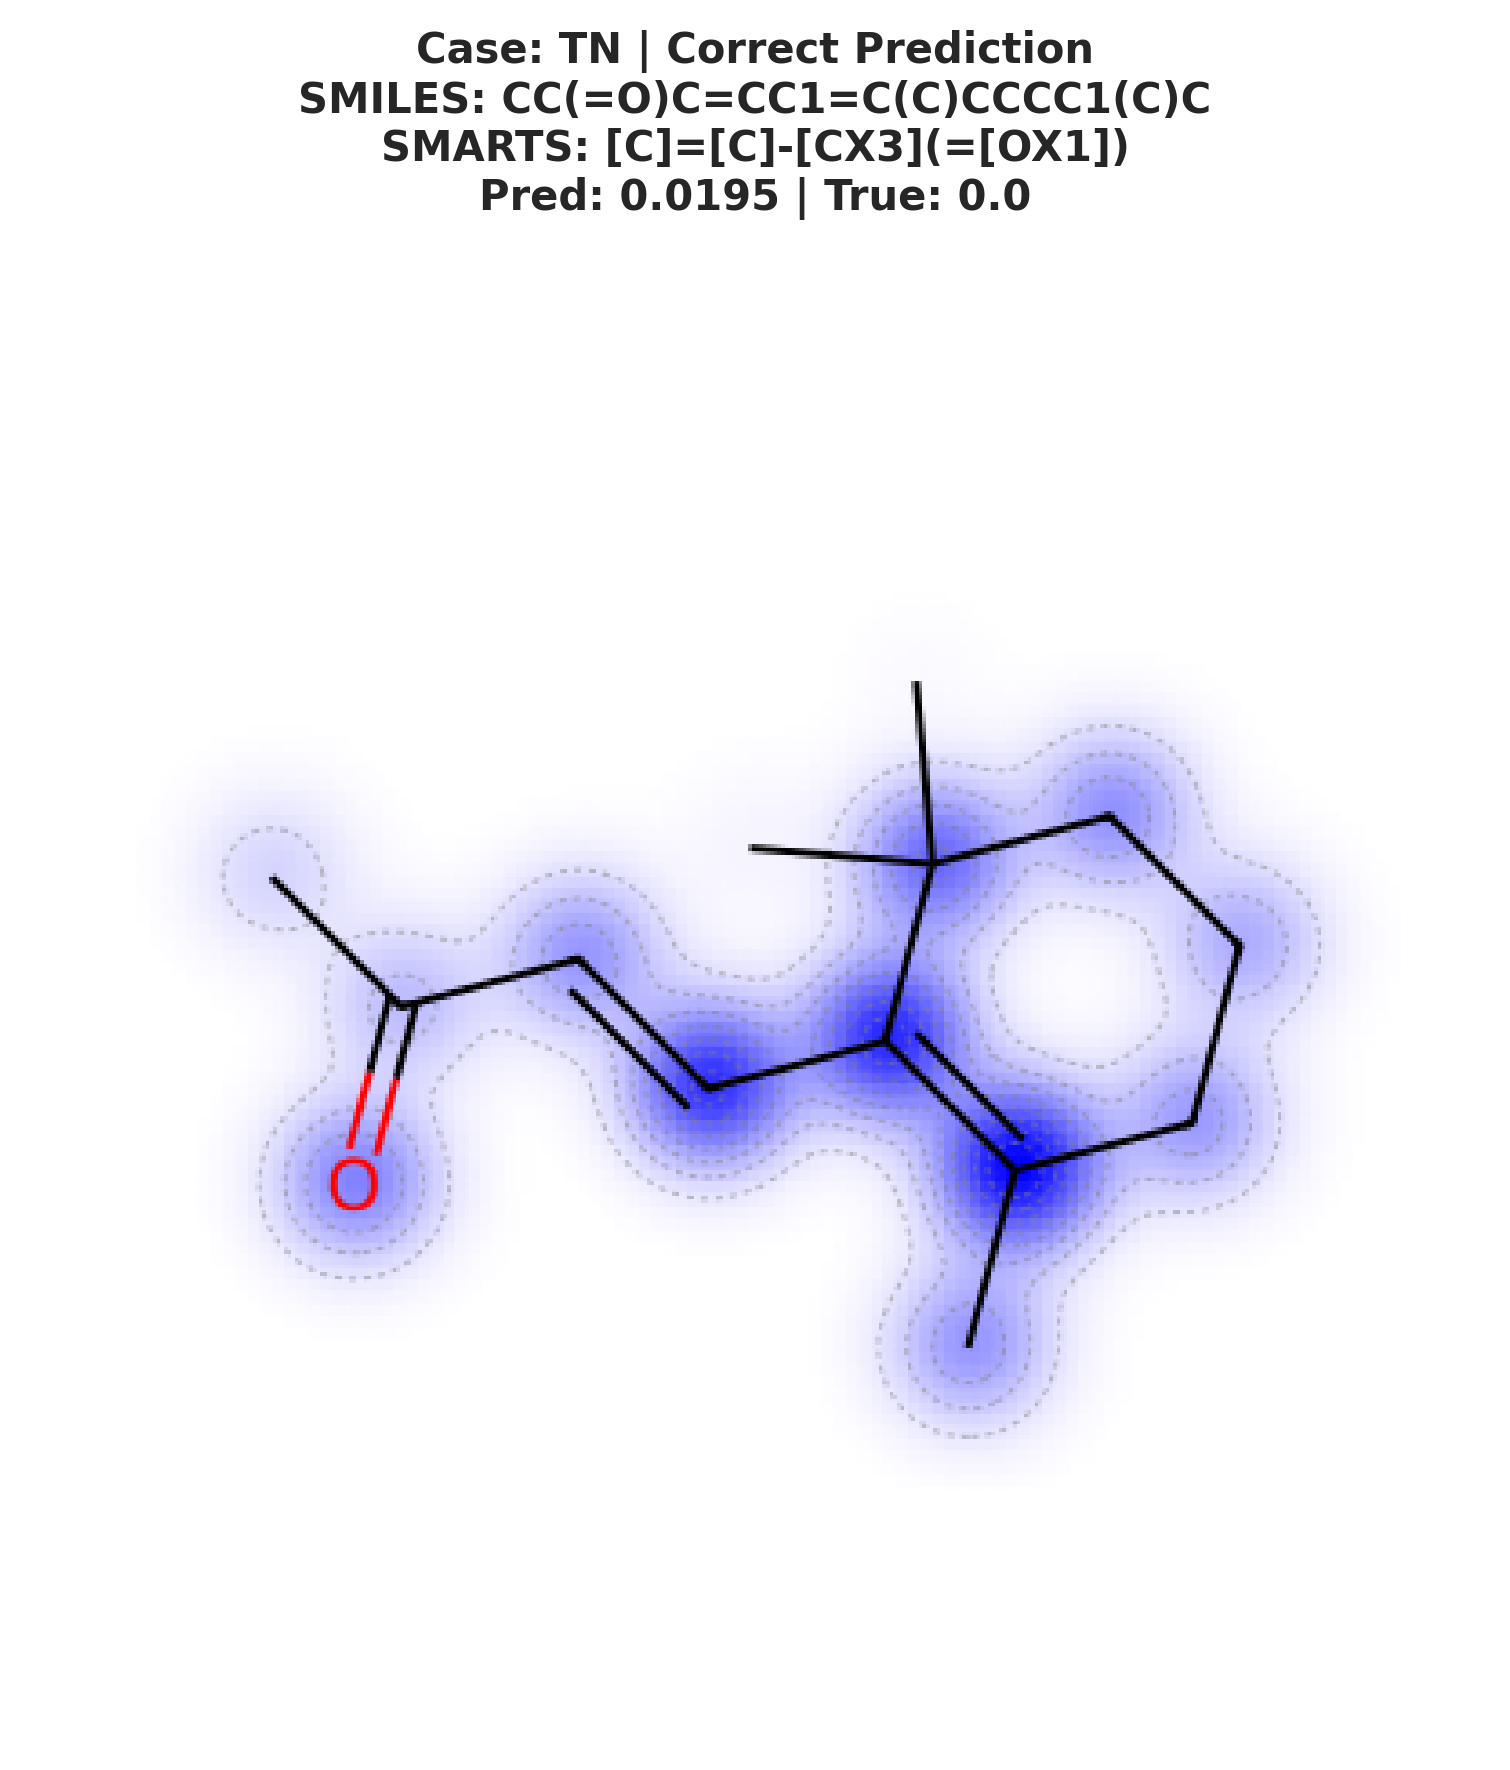 Case: TN | Correct Prediction
SMILES: CC(=O)C=CC1=C(C)CCCC1(C)C
SMARTS: [C]=[C]-[CX3](=[OX1])
Pred: 0.0195 | True: 0.0
O